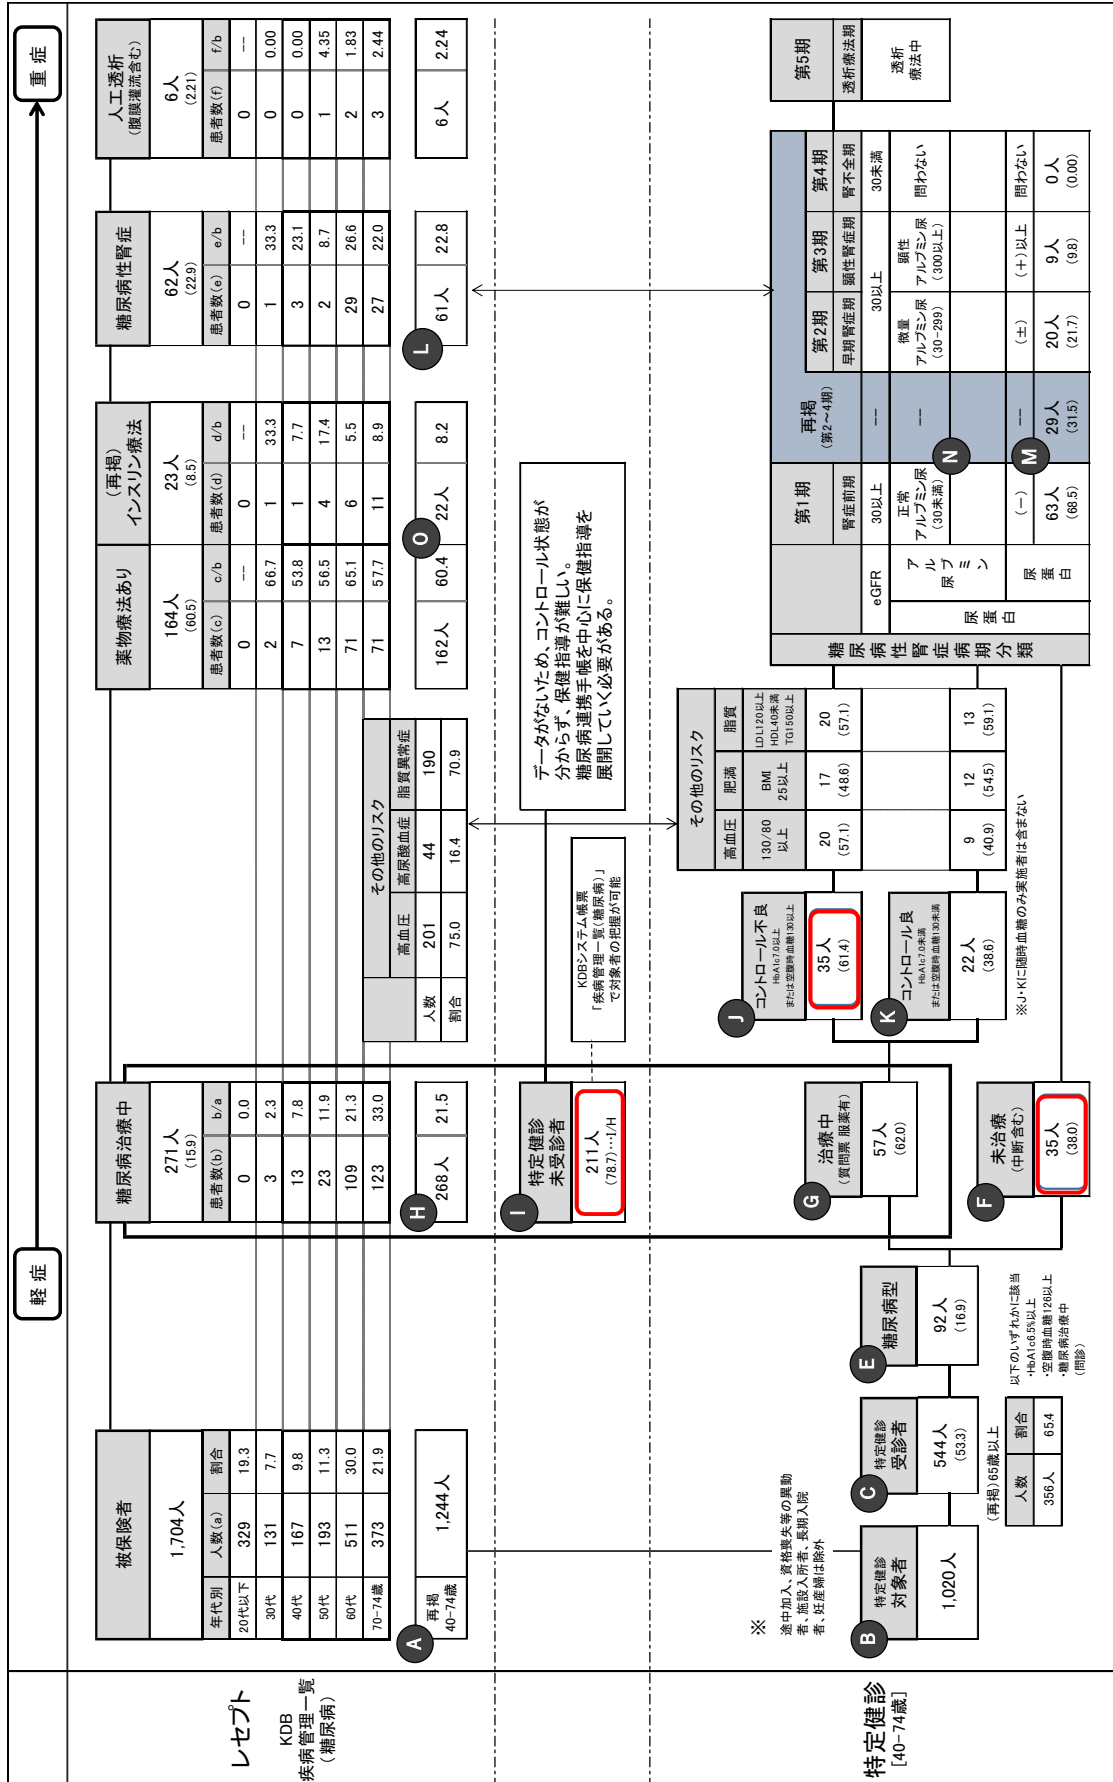 軽症
重症
レセプト
KDB
疾病管理一覧
(糖尿病)
被保険者
1,704人
年代別 人数(a) 割合
20代以下 329 19.3
30代 131 7.7
40代 167 9.8
50代 193 11.3
60代 511 30.0
70-74歳 373 21.9
A
再掲
40-74歳
1,244人
糖尿病治療中
271人
(15.9)
患者数(b) b/a
0 0.0
3 2.3
13 7.8
23 11.9
109 21.3
123 33.0
H
268人 21.5
その他のリスク
高血圧 高尿酸血症 脂質異常症
人数 201 44 190
割合 75.0 16.4 70.9
薬物療法あり
164人
(60.5)
患者数(c) c/b
0 --
2 66.7
7 53.8
13 56.5
71 65.1
71 57.7
162人 60.4
(再掲)
インスリン療法
23人
(8.5)
患者数(d) d/b
0 --
1 33.3
1 7.7
4 17.4
6 5.5
11 8.9
O
22人 8.2
糖尿病性腎症
62人
(22.9)
患者数(e) e/b
0 --
1 33.3
3 23.1
2 8.7
29 26.6
27 22.0
L
61人 22.8
人工透析
(腹膜灌流含む)
6人
(2.21)
患者数(f) f/b
0 --
0 0.00
0 0.00
1 4.35
2 1.83
3 2.44
6人 2.24
I
特定健診
未受診者
211人
(78.7)…I/H
KDBシステム帳票
「疾病管理一覧(糖尿病)」
で対象者の把握が可能
データがないため、コントロール状態が
分からず、保健指導が難しい。
糖尿病連携手帳を中心に保健指導を
展開していく必要がある。
特定健診
[40-74歳]
※
途中加入、資格喪失等の異動
者、施設入所者、長期入院
者、妊産婦は除外
B
特定健診
対象者
1,020人
C
特定健診
受診者
544人
(53.3)
(再掲)65歳以上
人数 割合
356人 65.4
E
糖尿病型
92人
(16.9)
以下のいずれかに該当
・HbA1c6.5%以上
・空腹時血糖126以上
・糖尿病治療中
(問診)
G
治療中
(質問票 服薬有)
57人
(62.0)
F
未治療
(中断含む)
35人
(38.0)
J
コントロール不良
HbA1c7.0以上
または空腹時血糖130以上
35人
(61.4)
K
コントロール良
HbA1c7.0未満
または空腹時血糖130未満
22人
(38.6)
※J・Kに随時血糖のみ実施者は含まない
その他のリスク
高血圧 肥満 脂質
130/80
以上
BMI
25以上
LDL120以上
HDL40未満
TG150以上
20
(57.1)
17
(48.6)
20
(57.1)
9
(40.9)
12
(54.5)
13
(59.1)
糖尿病性腎症病期分類
eGFR
尿蛋白
アルブミン尿
尿蛋白
第1期
腎症前期
30以上
正常
アルブミン尿
(30未満)
(-)
63人
(68.5)
再掲
(第2~4期)
--
--
N
--
M
29人
(31.5)
第2期
早期腎症期
30以上
微量
アルブミン尿
(30-299)
(±)
20人
(21.7)
第3期
顕性腎症期
顕性
アルブミン尿
(300以上)
(+)以上
9人
(9.8)
第4期
腎不全期
30未満
問わない
問わない
0人
(0.00)
第5期
透析療法期
透析
療法中